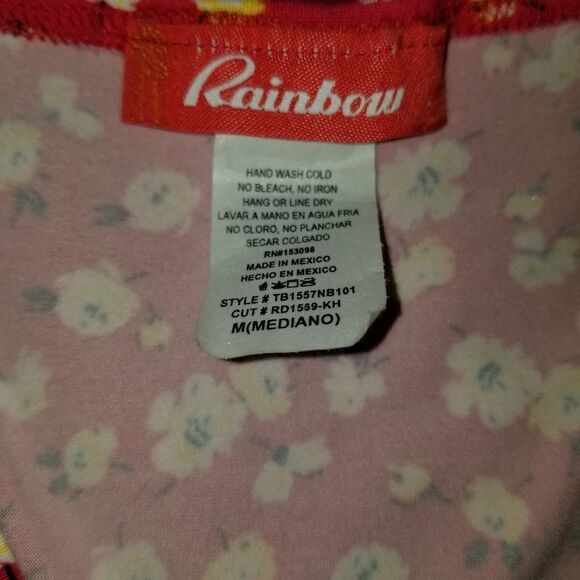 Rainbow
HAND WASH COLD
NO BLEACH, NO IRON
HANG OR LINE DRY
LAVAR A MANO EN AGUA FRIA
NO CLORO, NO PLANCHAR
SECAR COLGADO
RN#153098
MADE IN MEXICO
HECHO EN MEXICO
STYLE # TB1557NB101
CUT # RD1569-KH
M(MEDIANO)